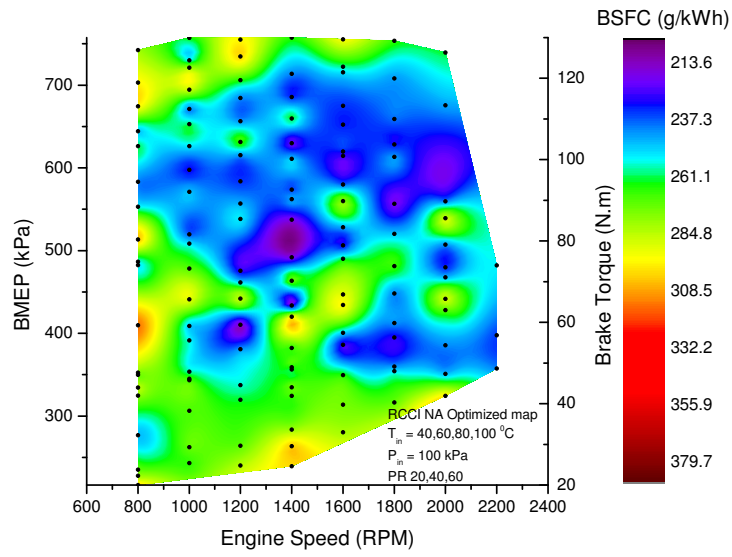 BSFC (g/kWh)
213.6
237.3
261.1
284.8
308.5
332.2
355.9
379.7
BMEP (kPa)
700
600
500
400
300
Brake Torque (N.m)
120
100
80
60
40
20
RCCI NA Optimized map
T_in = 40,60,80,100 ⁰C
P_in = 100 kPa
PR 20,40,60
600 800 1000 1200 1400 1600 1800 2000 2200 2400
Engine Speed (RPM)